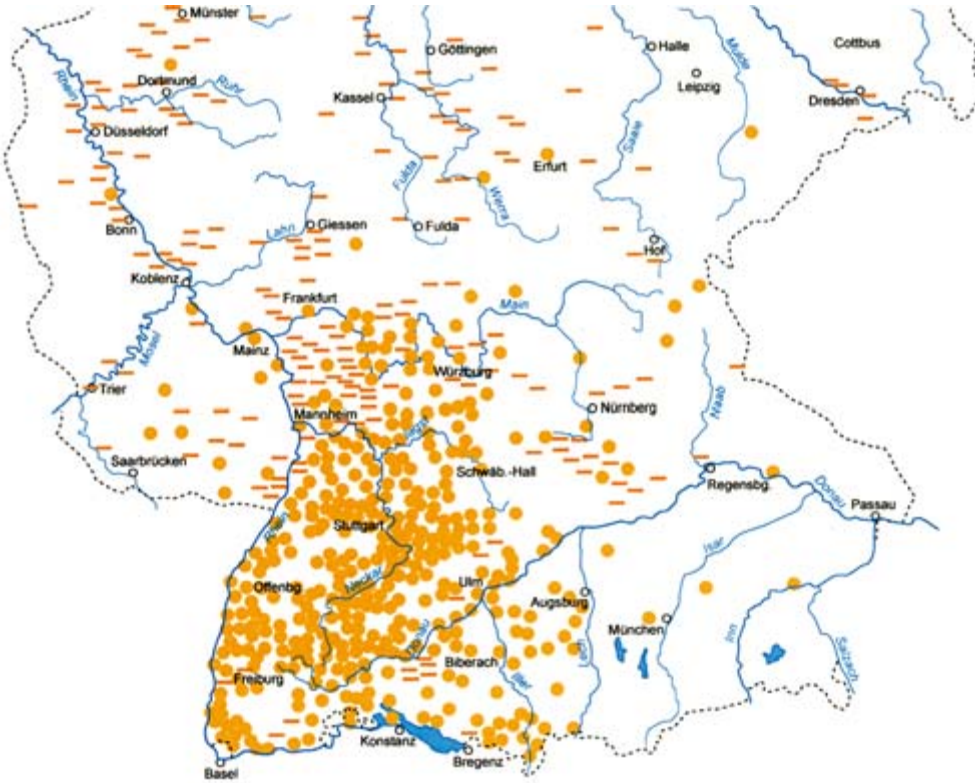 Münster
Göttingen
Halle
Mulde
Cottbus
Leipzig
Rhein
Dortmund
Ruhr
Kassel
Dresden
Düsseldorf
Saale
Erfurt
Fulda
Werra
Bonn
Lahn
Giessen
Fulda
Hof
Koblenz
Frankfurt
Main
Mosel
Mainz
Würzburg
Trier
Naab
Mannheim
Nürnberg
Saarbrücken
Schwäb.-Hall
Regensbg.
Donau
Passau
Rhein
Stuttgart
Isar
Neckar
Offenbg
Ulm
Augsburg
München
Inn
Donau
Lech
Salzach
Biberach
Iller
Freiburg
Konstanz
Bregenz
Basel